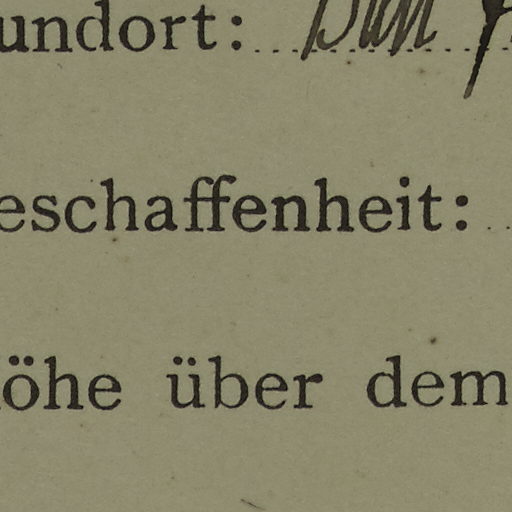 undort:
eschaffenheit:
öhe über dem